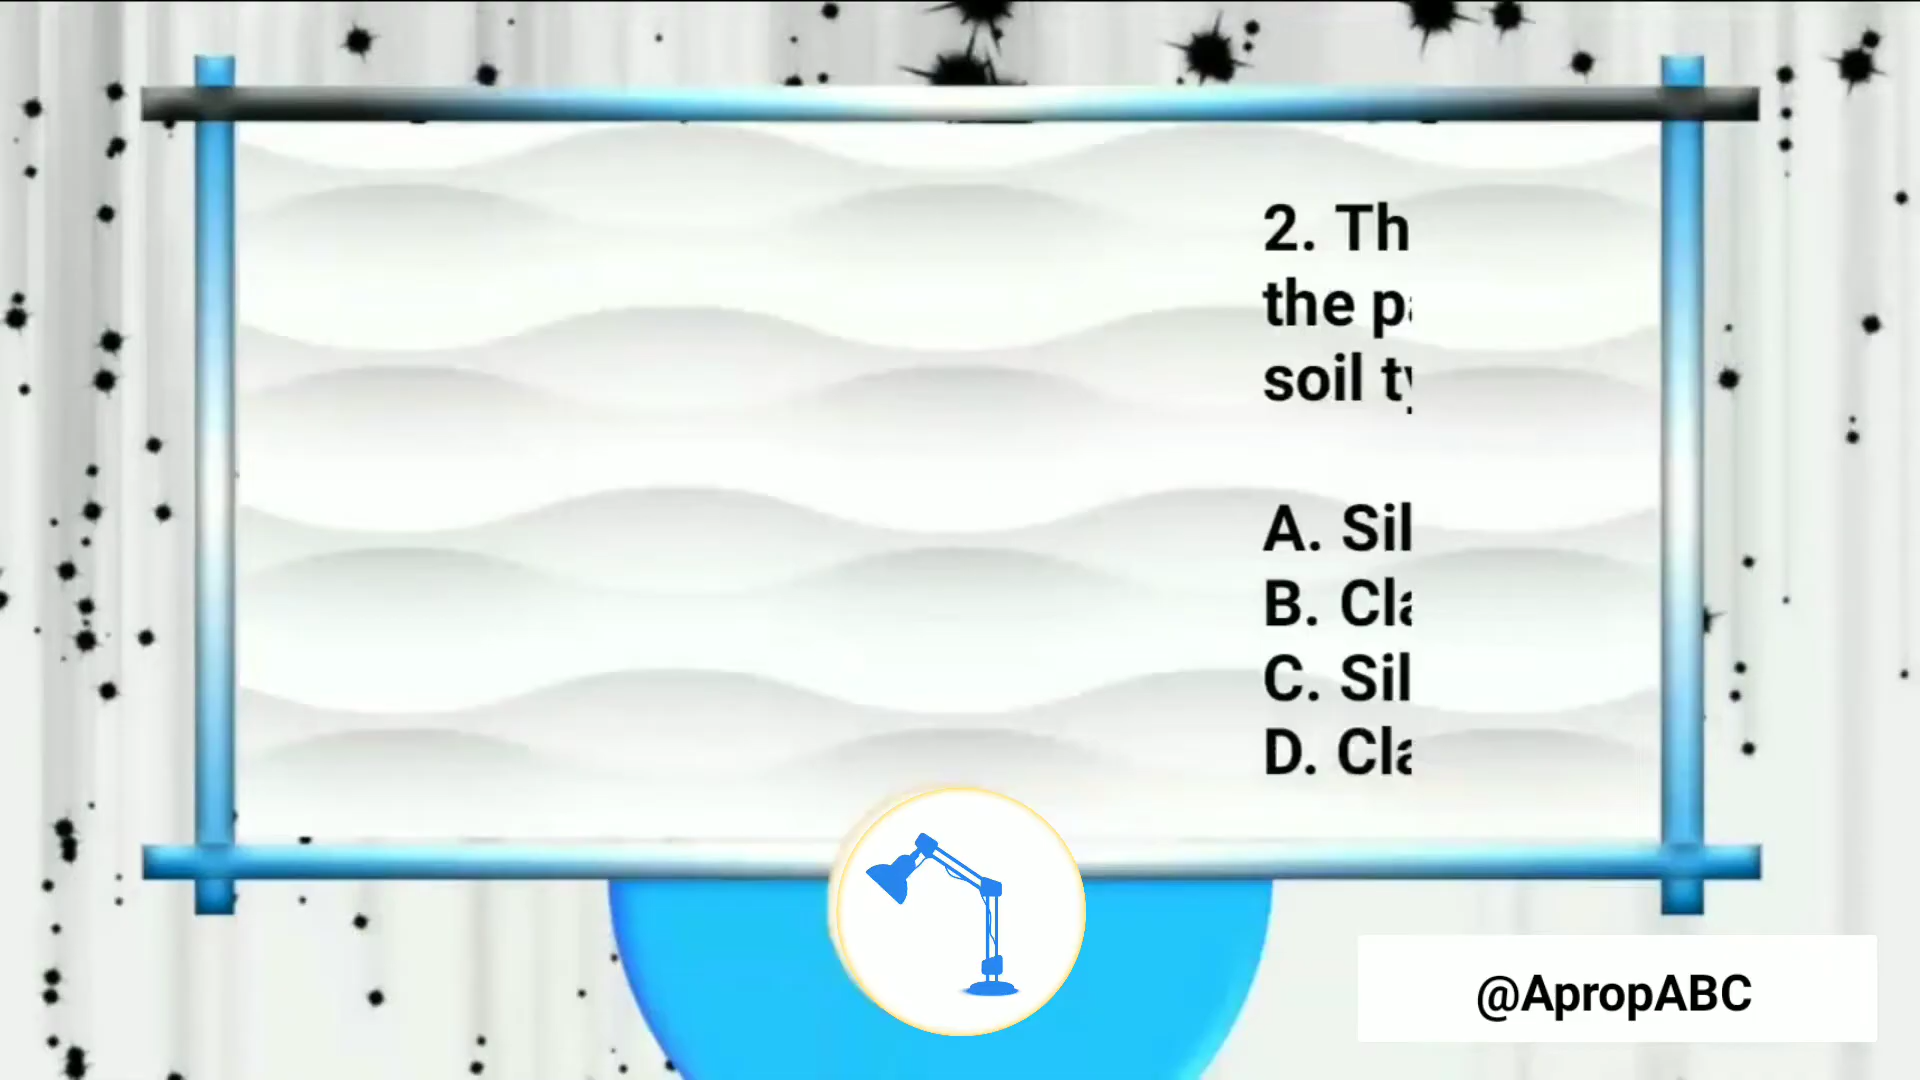 2. Th
the
soil
A. Sil
B. Cl
C. Sil
D. Cl
@ApropABC